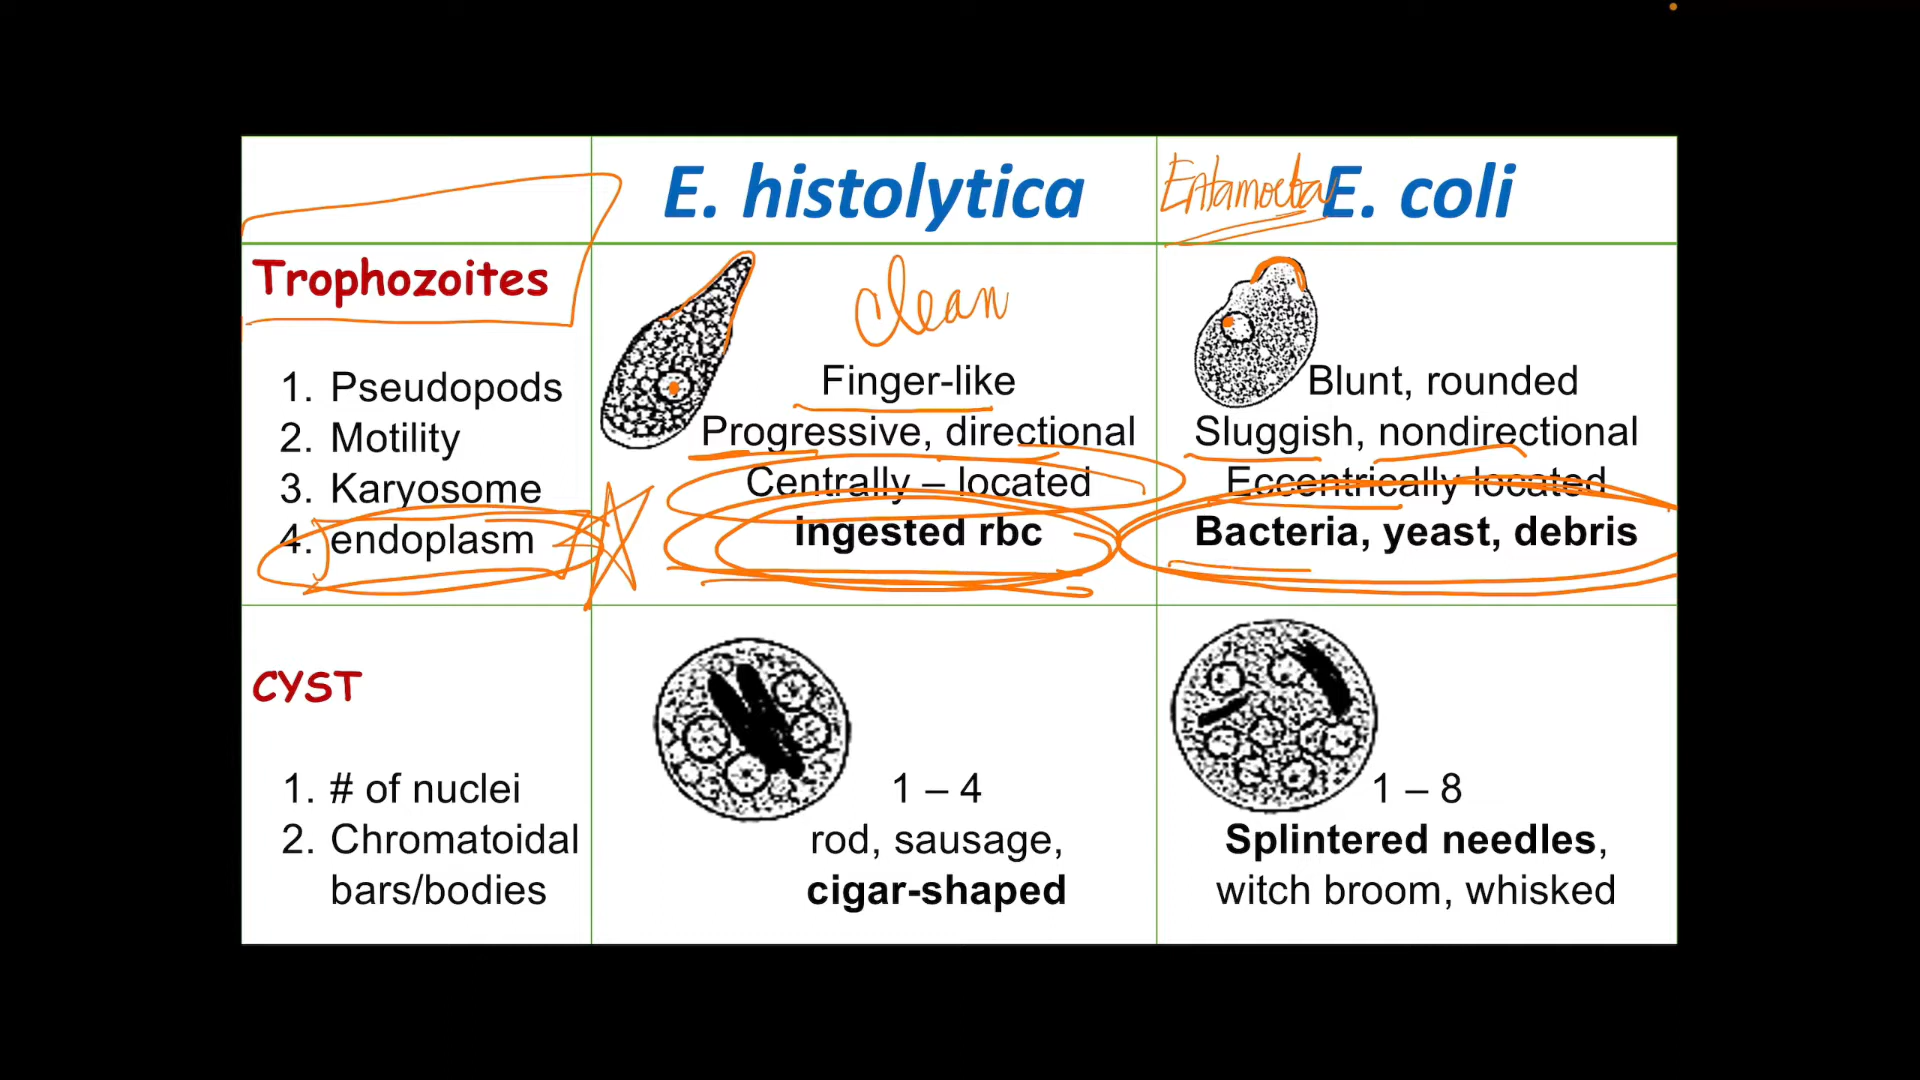 E. histolytica
Entamoeba E. coli
Trophozoites
clean
1. Pseudopods
Finger-like
Blunt, rounded
2. Motility
Progressive, directional
Sluggish, nondirectional
3. Karyosome
Centrally – located
Eccentrically located
4. endoplasm
Ingested rbc
Bacteria, yeast, debris
CYST
1. # of nuclei
1 – 4
1 – 8
2. Chromatoidal
bars/bodies
rod, sausage,
cigar-shaped
Splintered needles,
witch broom, whisked